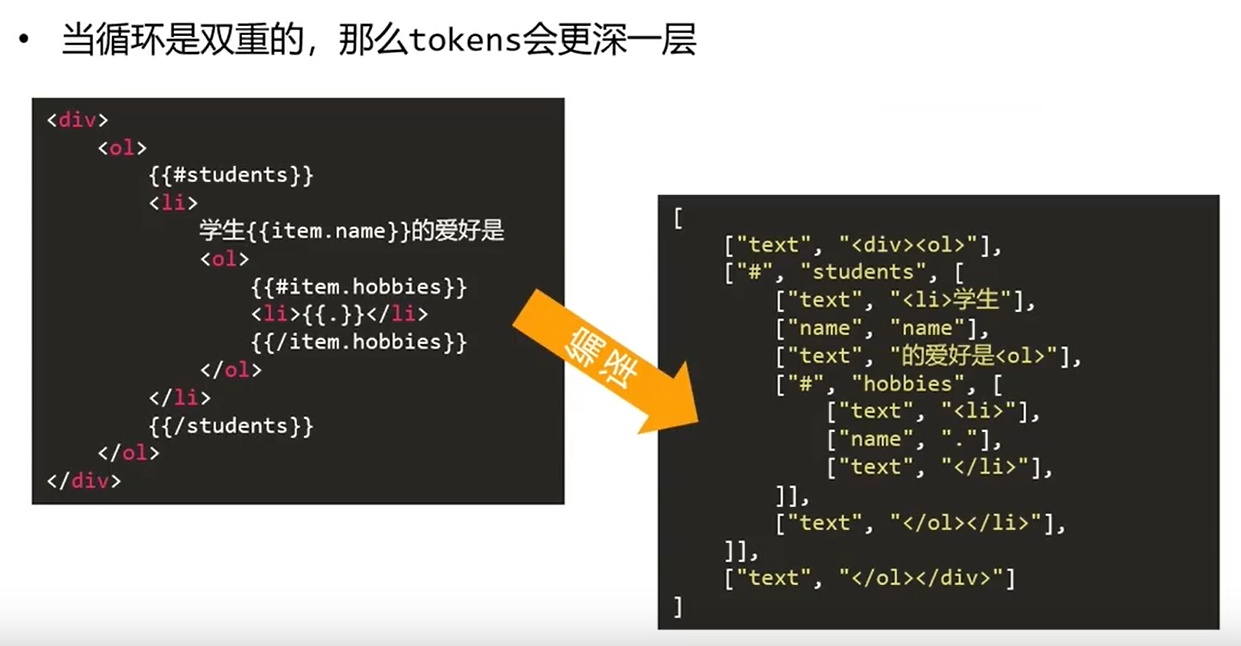 • 当循环是双重的，那么tokens会更深一层
<div>
    <ol>
        {{#students}}
        <li>
            学生{{item.name}}的爱好是
            <ol>
                {{#item.hobbies}}
                <li>{{.}}</li>
                {{/item.hobbies}}
            </ol>
        </li>
        {{/students}}
    </ol>
</div>
编译
[
    ["text", "<div><ol>"],
    ["#", "students", [
        ["text", "<li>学生"],
        ["name", "name"],
        ["text", "的爱好是<ol>"],
        ["#", "hobbies", [
            ["text", "<li>"],
            ["name", "."],
            ["text", "</li>"],
        ]],
        ["text", "</ol></li>"],
    ]],
    ["text", "</ol></div>"]
]